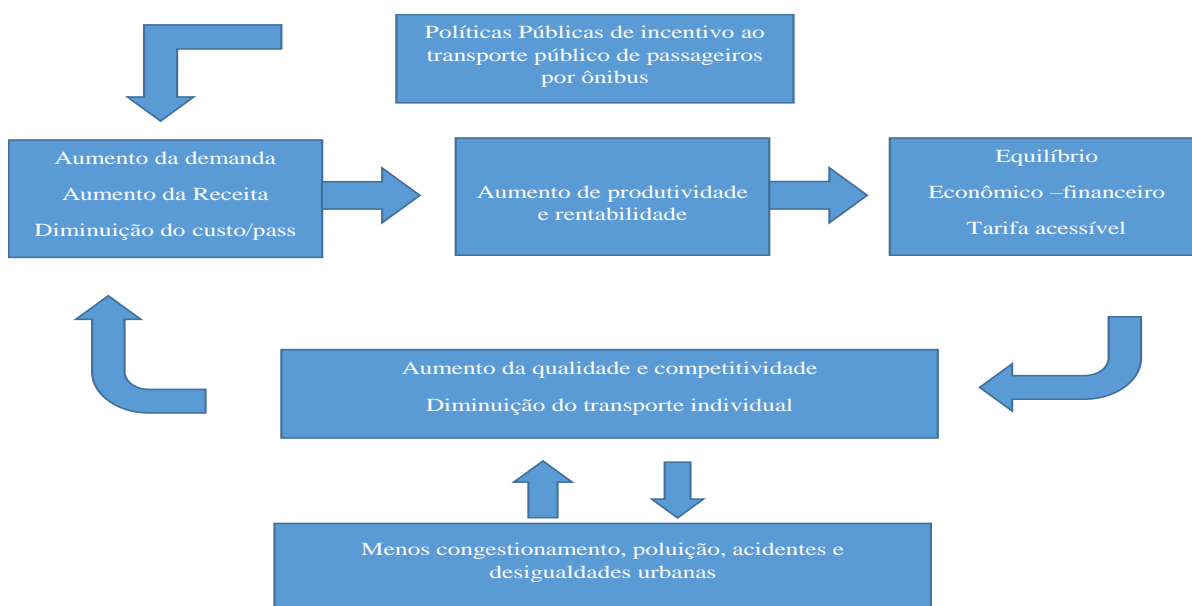 Políticas Públicas de incentivo ao
transporte público de passageiros
por ônibus
Aumento da demanda
Aumento da Receita
Diminuição do custo/pass
Aumento de produtividade
e rentabilidade
Equilíbrio
Econômico –financeiro
Tarifa acessível
Aumento da qualidade e competitividade
Diminuição do transporte individual
Menos congestionamento, poluição, acidentes e
desigualdades urbanas